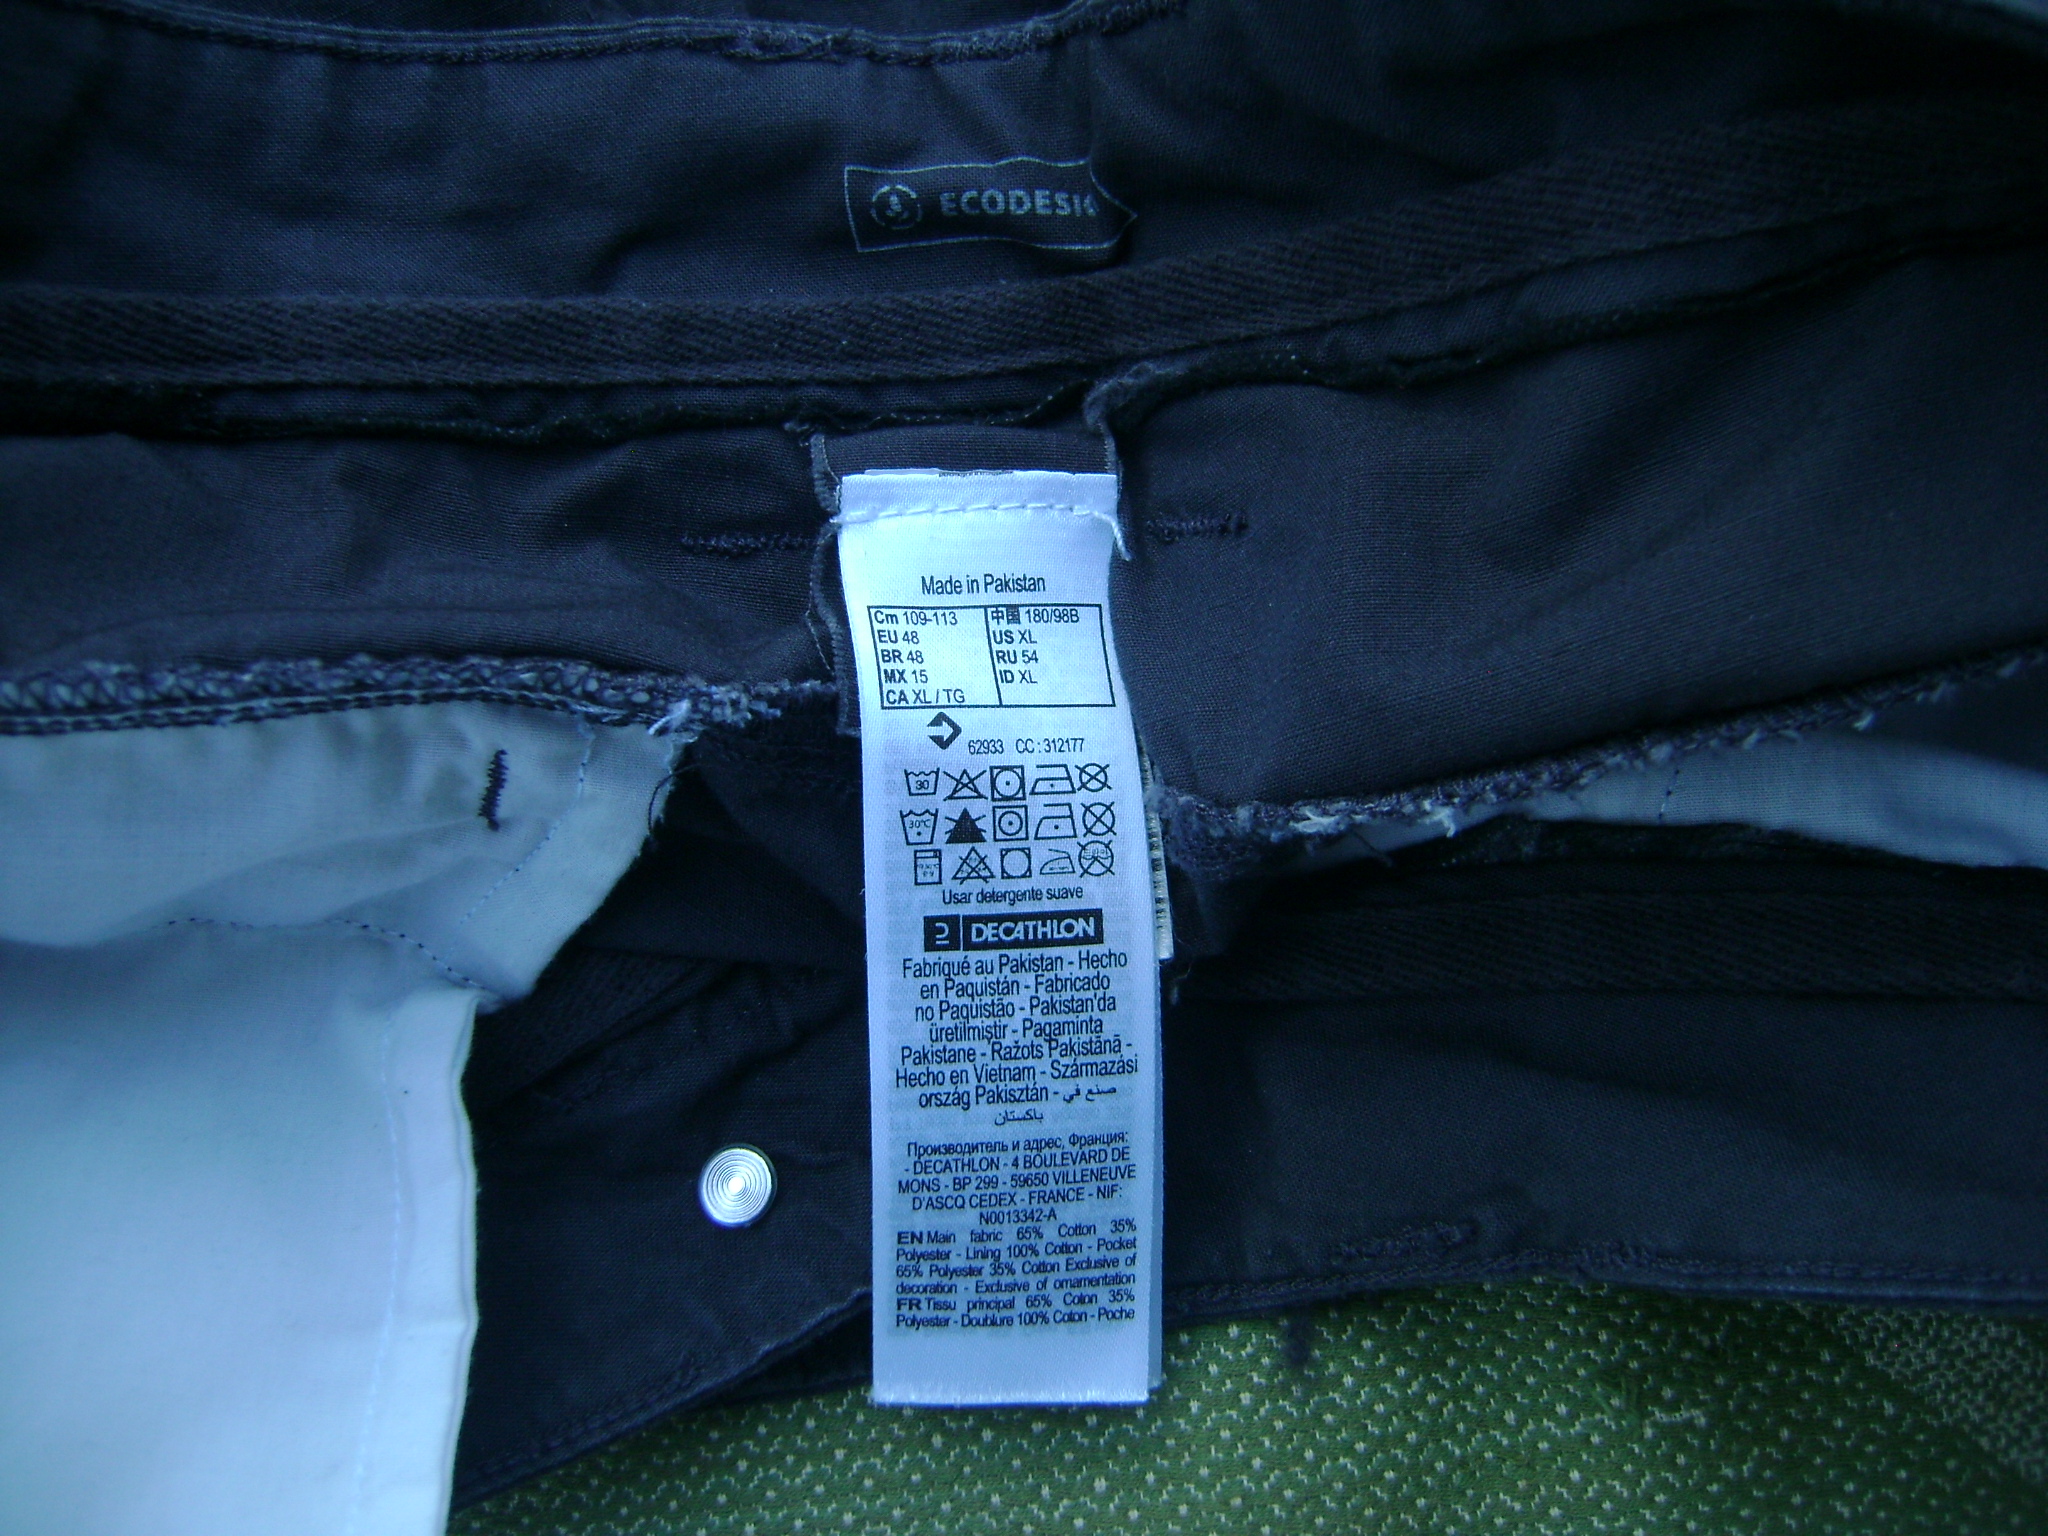 ECODESIG
Made in Pakistan
Cm 109-113 中国 180/98B
EU 48 US XL
BR 48 RU 54
MX 15 ID XL
CA XL / TG
62933 CC : 312177
30
30°C
Usar detergente suave
DECATHLON
Fabriqué au Pakistan - Hecho
en Paquistán - Fabricado
no Paquistão - Pakistan'da
üretilmiştir - Pagaminta
Pakistane - Ražots Pakistānā -
Hecho en Vietnam - Származási
ország Pakisztán - صنع في
باكستان
Производитель и адрес, Франция:
- DECATHLON - 4 BOULEVARD DE
MONS - BP 299 - 59650 VILLENEUVE
D'ASCQ CEDEX - FRANCE - NIF:
N0013342-A
EN Main fabric 65% Cotton 35%
Polyester - Lining 100% Cotton - Pocket
65% Polyester 35% Cotton Exclusive of
decoration - Exclusive of ornamentation
FR Tissu principal 65% Coton 35%
Polyester - Doublure 100% Coton - Poche